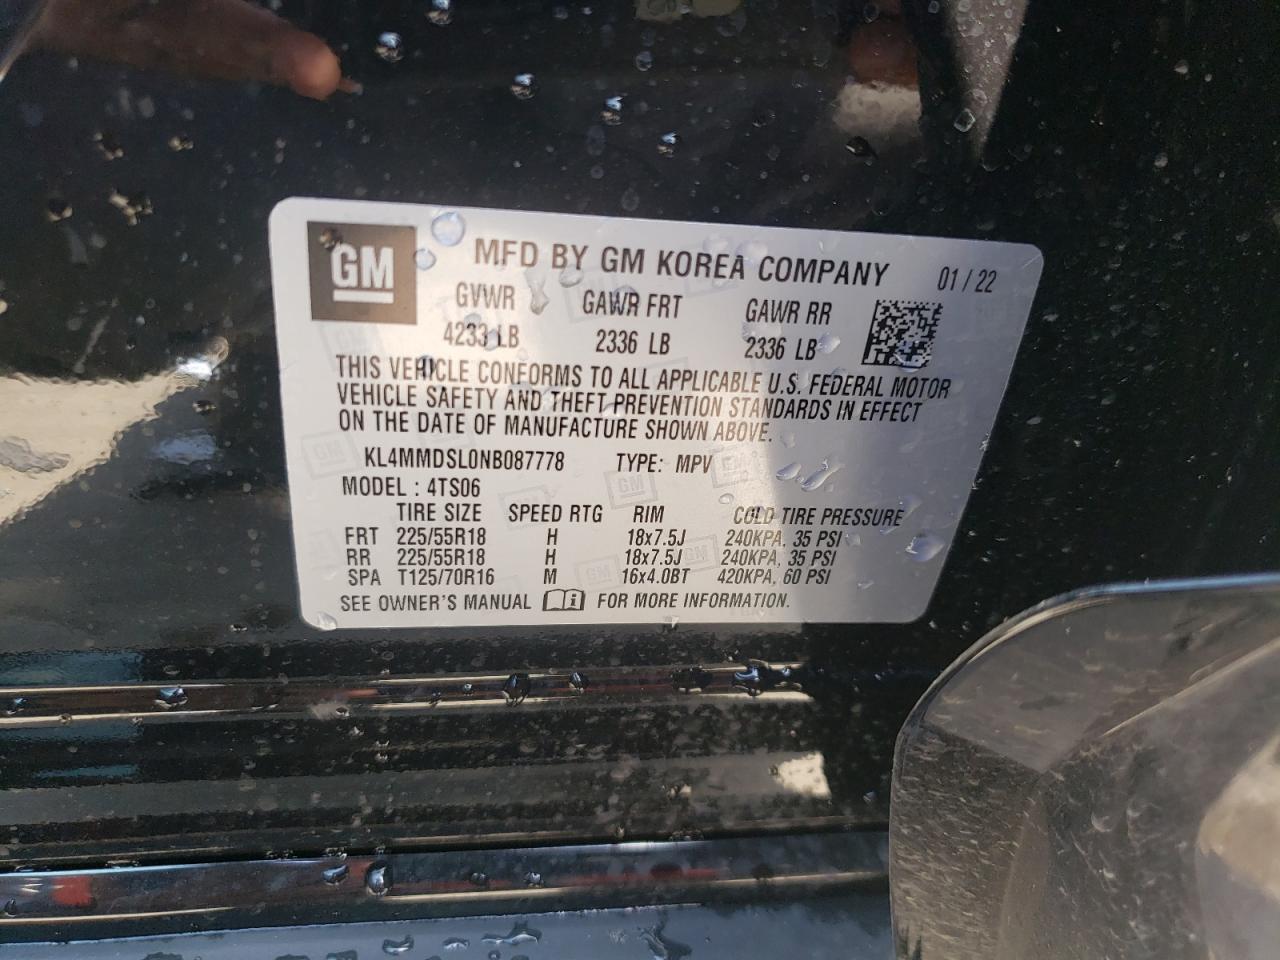 GM
MFD BY GM KOREA COMPANY 01 / 22
GVWR GAWR FRT GAWR RR
4233 LB 2336 LB 2336 LB
THIS VEHICLE CONFORMS TO ALL APPLICABLE U.S. FEDERAL MOTOR
VEHICLE SAFETY AND THEFT PREVENTION STANDARDS IN EFFECT
ON THE DATE OF MANUFACTURE SHOWN ABOVE.
KL4MMDSL0NB087778 TYPE: MPV
MODEL : 4TS06
TIRE SIZE SPEED RTG RIM COLD TIRE PRESSURE
FRT 225/55R18 H 18x7.5J 240KPA, 35 PSI
RR 225/55R18 H 18x7.5J 240KPA, 35 PSI
SPA T125/70R16 M 16x4.0BT 420KPA, 60 PSI
SEE OWNER'S MANUAL FOR MORE INFORMATION.